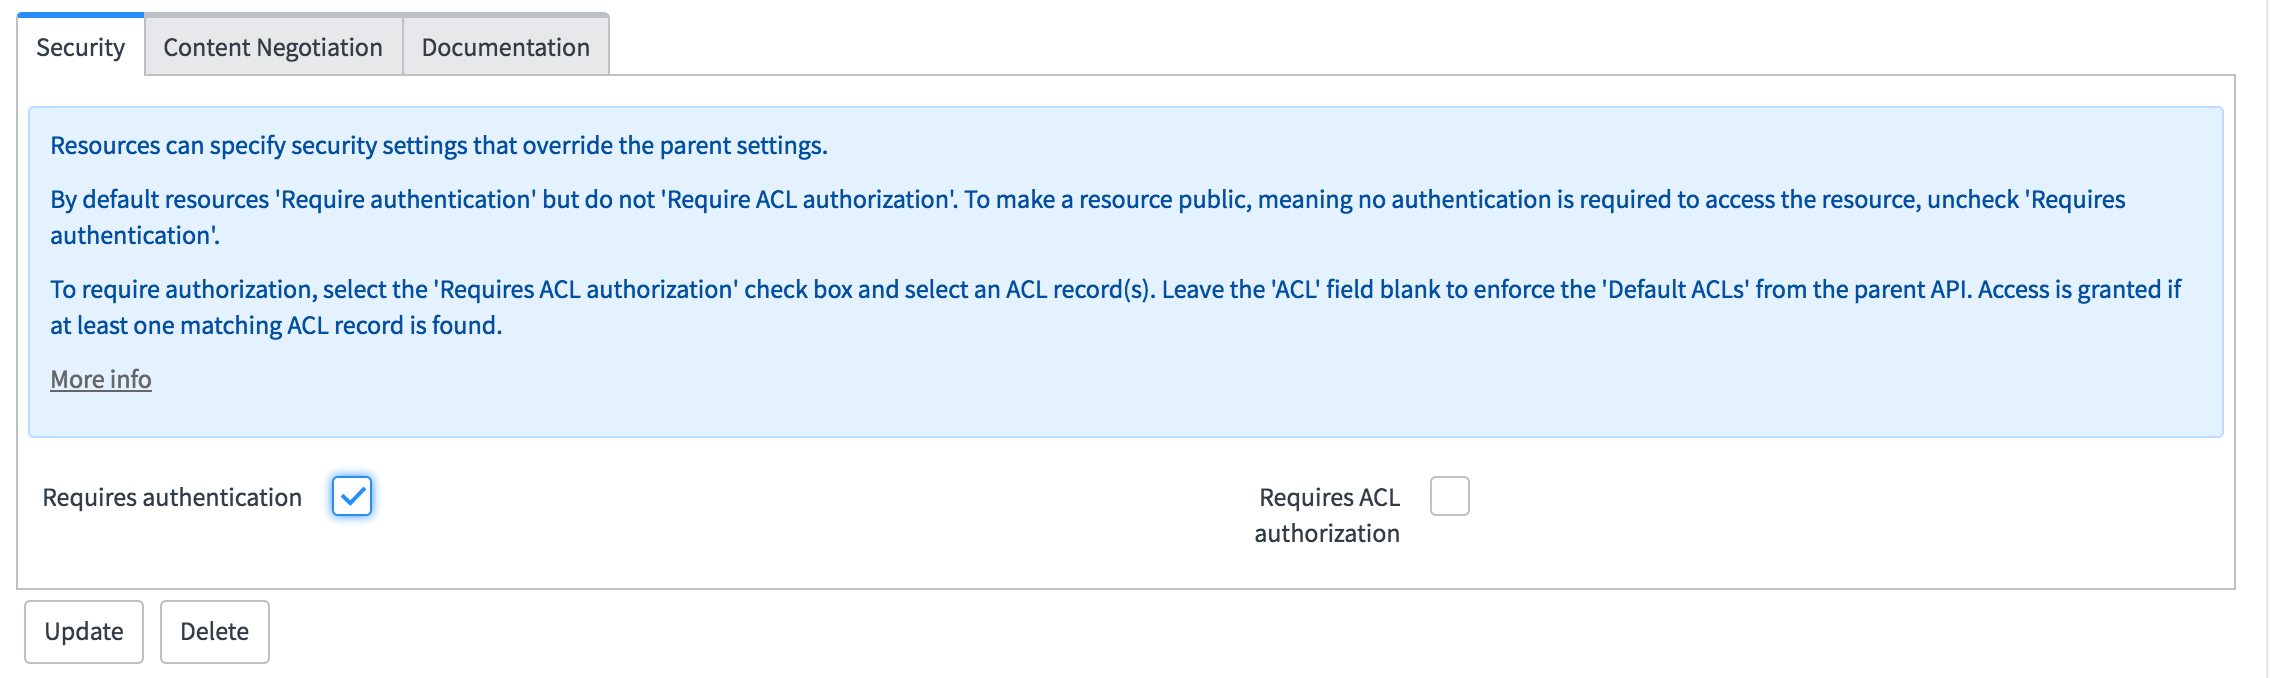 Security
Content Negotiation
Documentation
Resources can specify security settings that override the parent settings.
By default resources 'Require authentication' but do not 'Require ACL authorization'. To make a resource public, meaning no authentication is required to access the resource, uncheck 'Requires
authentication'.
To require authorization, select the 'Requires ACL authorization' check box and select an ACL record(s). Leave the 'ACL' field blank to enforce the 'Default ACLs' from the parent API. Access is granted if
at least one matching ACL record is found.
More info
Requires authentication
Requires ACL
authorization
Update
Delete